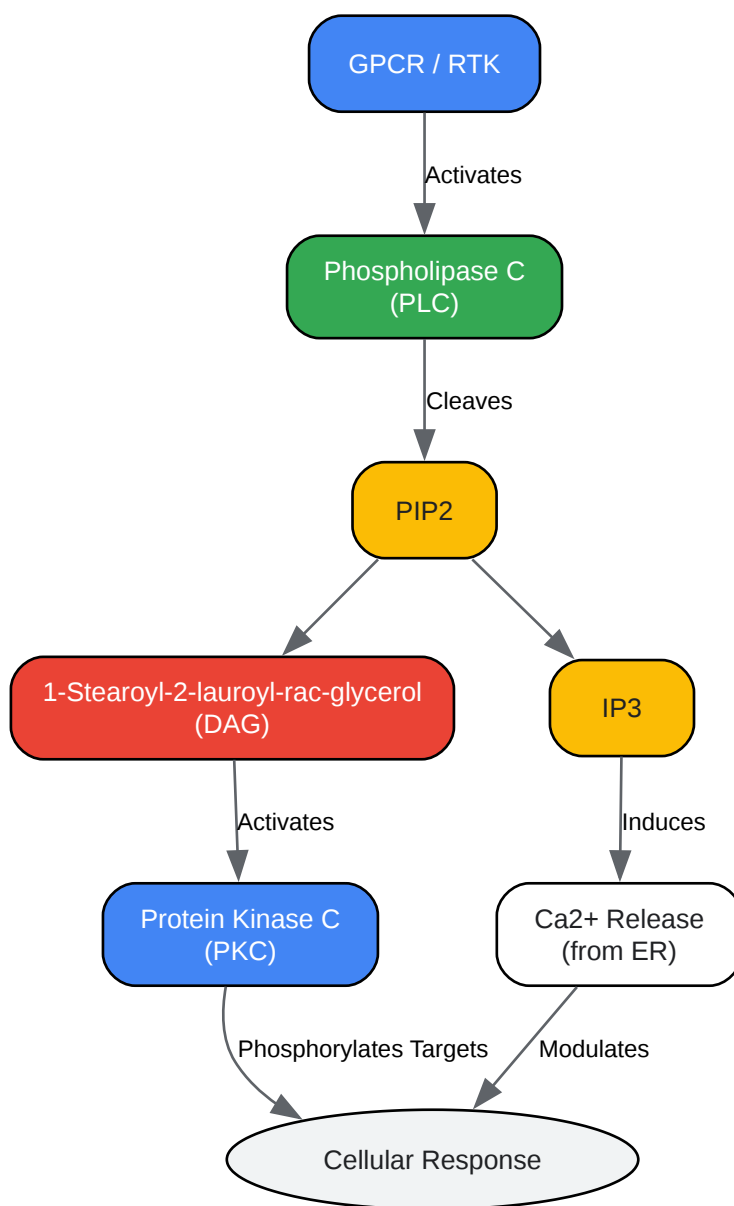 GPCR / RTK
Activates
Phospholipase C
(PLC)
Cleaves
PIP2
1-Stearoyl-2-lauroyl-rac-glycerol
(DAG)
IP3
Activates
Induces
Protein Kinase C
(PKC)
Ca2+ Release
(from ER)
Phosphorylates Targets
Modulates
Cellular Response